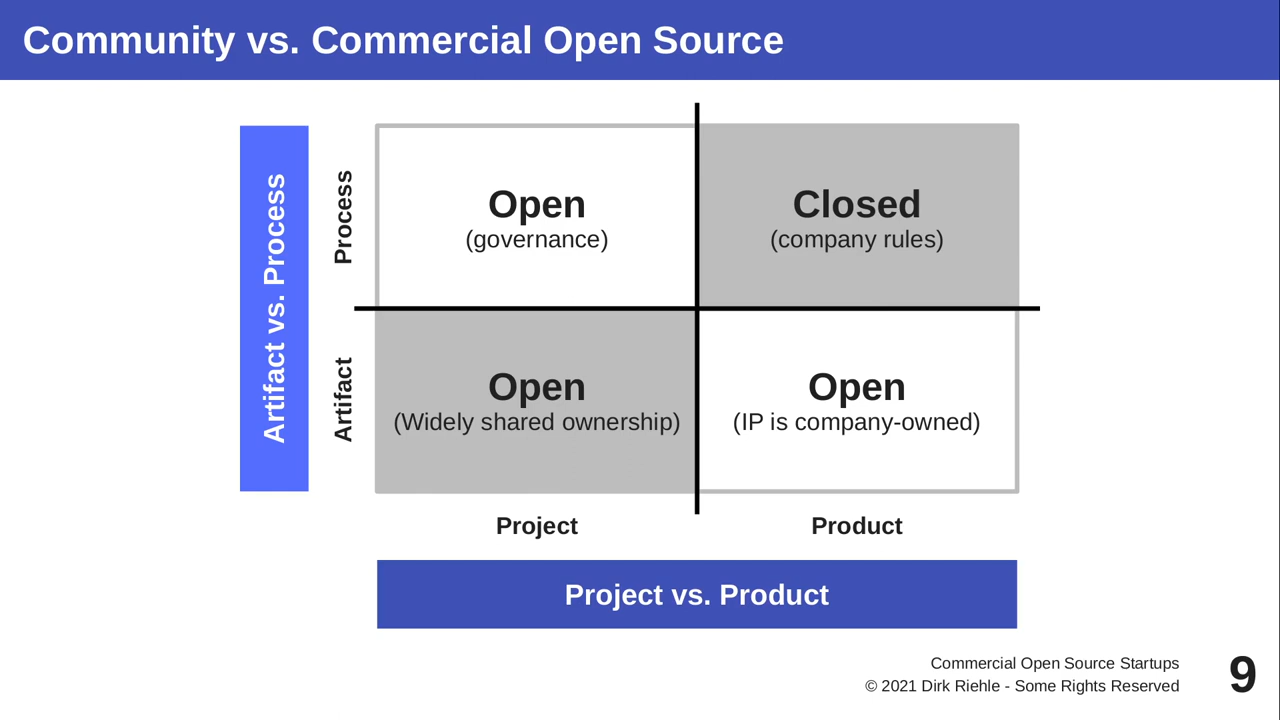 Community vs. Commercial Open Source
Artifact vs. Process
Process
Open
(governance)
Closed
(company rules)
Artifact
Open
(Widely shared ownership)
Open
(IP is company-owned)
Project
Product
Project vs. Product
Commercial Open Source Startups
© 2021 Dirk Riehle - Some Rights Reserved
9